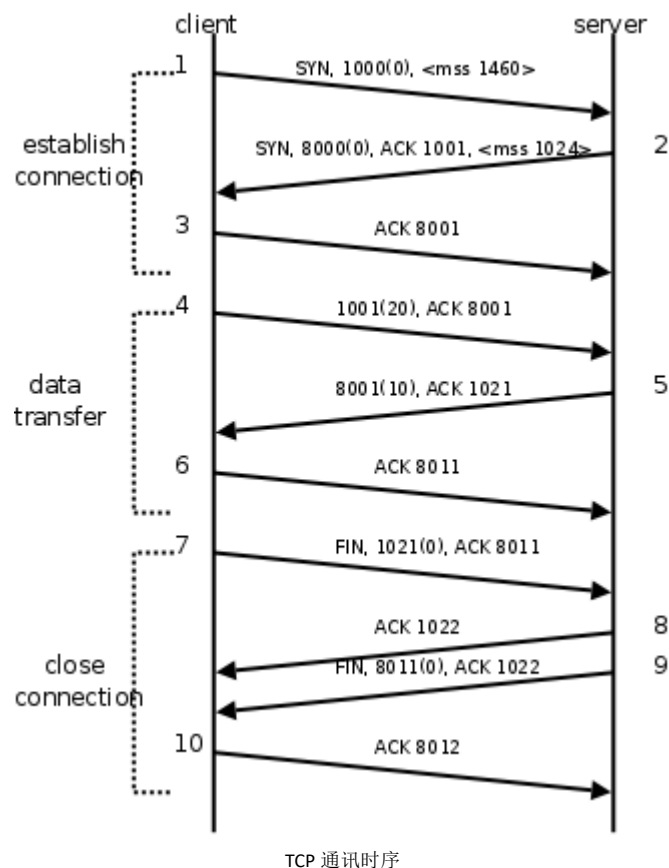 client server
1 SYN, 1000(0), <mss 1460>
establish
connection
SYN, 8000(0), ACK 1001, <mss 1024> 2
3 ACK 8001
4 1001(20), ACK 8001
data
transfer
8001(10), ACK 1021 5
6 ACK 8011
7 FIN, 1021(0), ACK 8011
ACK 1022 8
close
connection
FIN, 8011(0), ACK 1022 9
10 ACK 8012
TCP 通讯时序